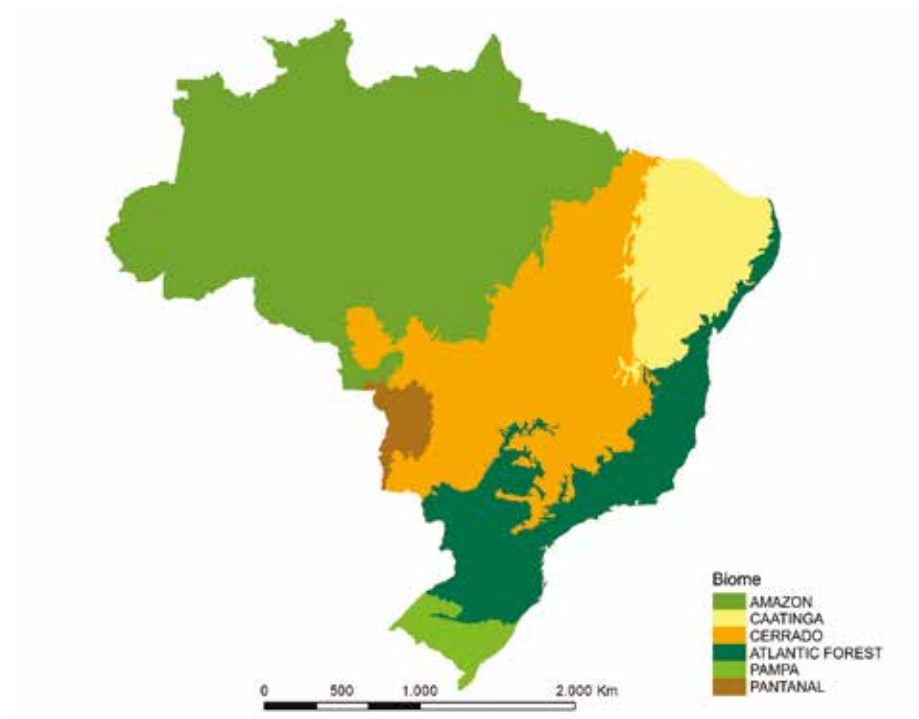 Biome
AMAZON
CAATINGA
CERRADO
ATLANTIC FOREST
PAMPA
PANTANAL
0 500 1.000 2.000 Km